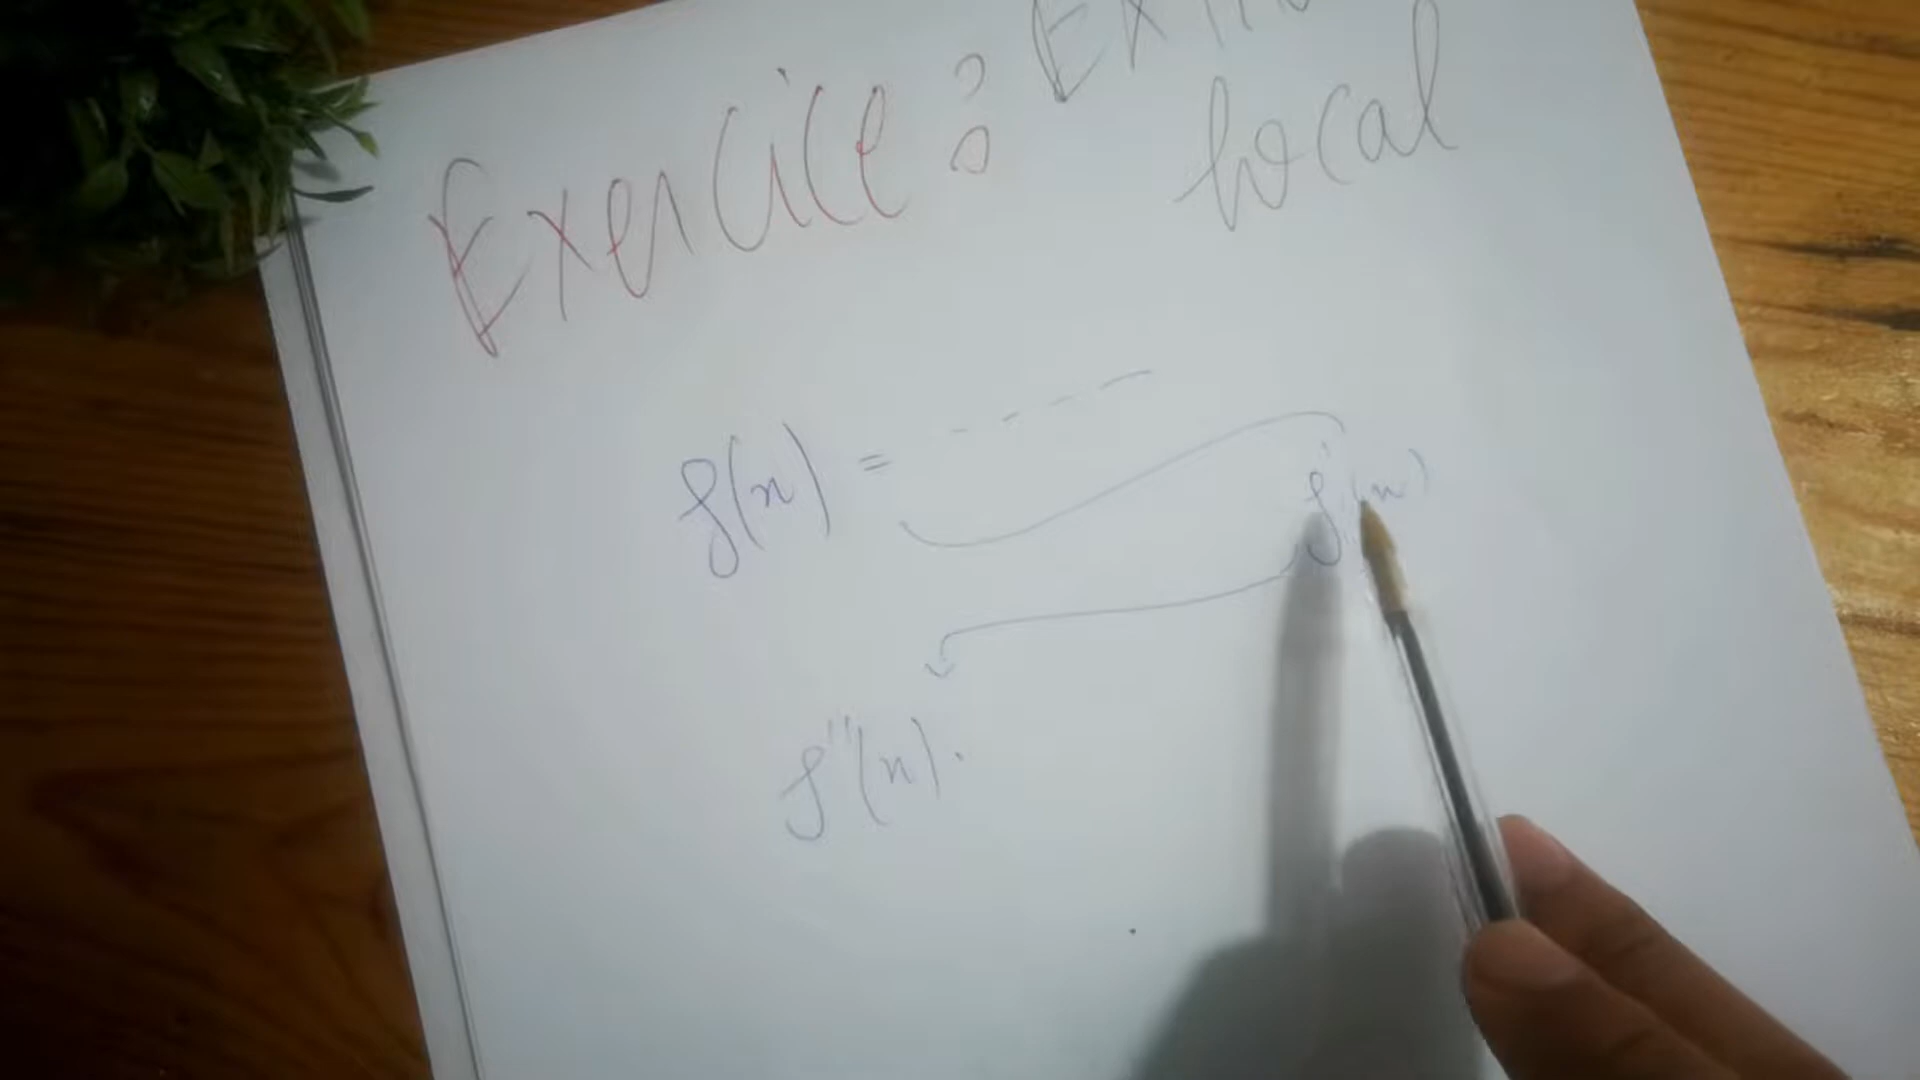 Exercice :
local
f(x) = - - - -
f'(x)
f''(x).